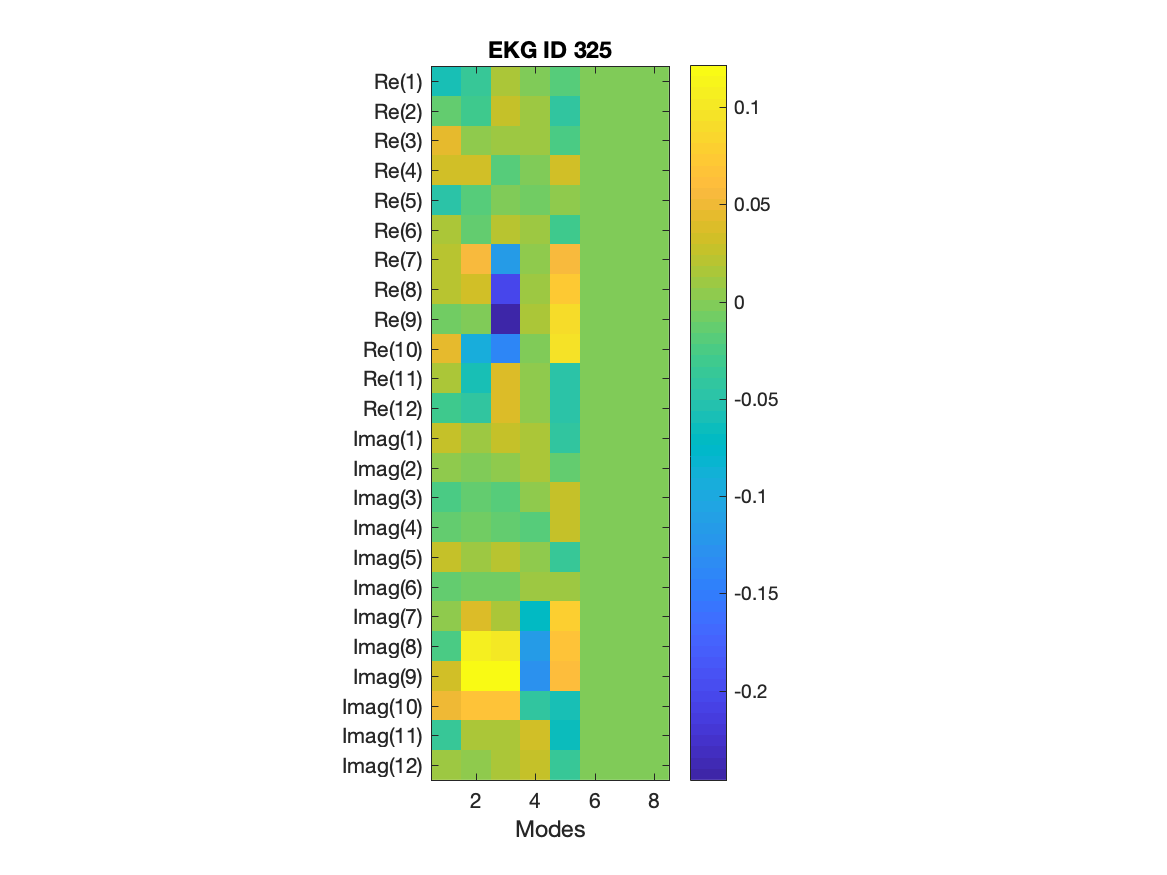 EKG ID 325
Re(1)
Re(2)
Re(3)
Re(4)
Re(5)
Re(6)
Re(7)
Re(8)
Re(9)
Re(10)
Re(11)
Re(12)
Imag(1)
Imag(2)
Imag(3)
Imag(4)
Imag(5)
Imag(6)
Imag(7)
Imag(8)
Imag(9)
Imag(10)
Imag(11)
Imag(12)
2 4 6 8
Modes
0.1
0.05
0
-0.05
-0.1
-0.15
-0.2